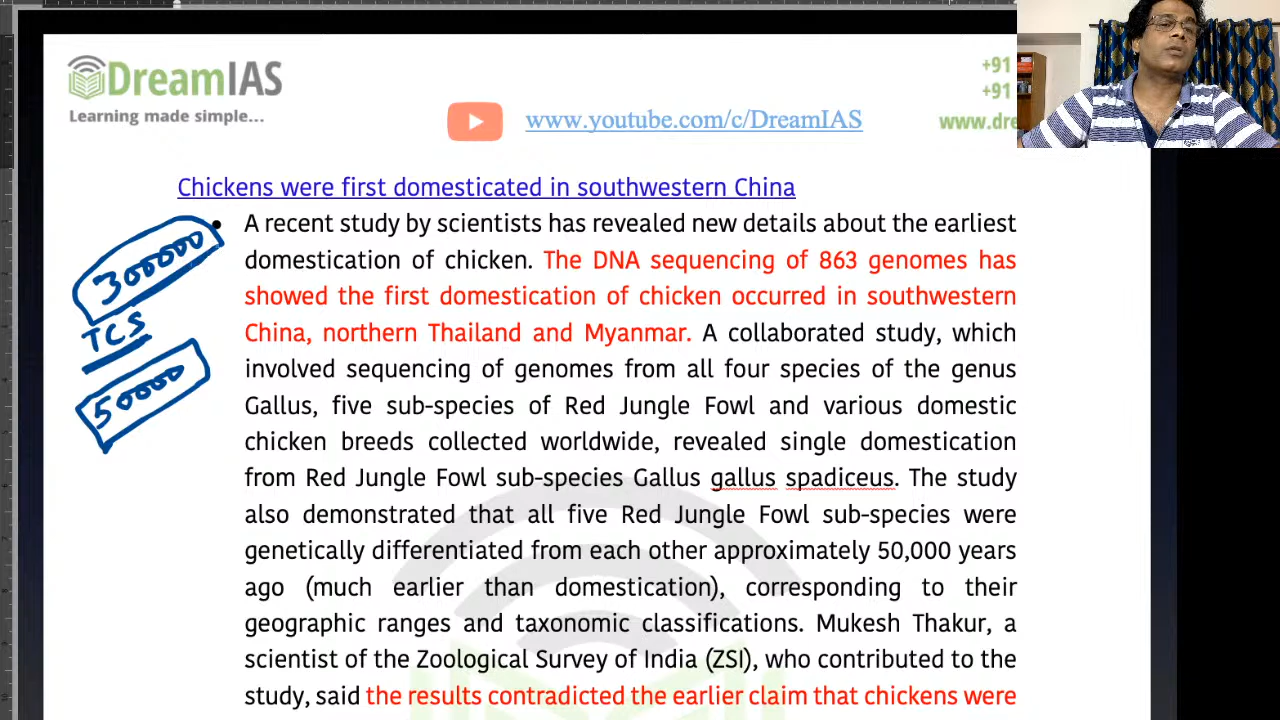 DreamIAS
Learning made simple...
www.youtube.com/c/DreamIAS
+91
+91
www.dre
Chickens were first domesticated in southwestern China
• A recent study by scientists has revealed new details about the earliest
domestication of chicken. The DNA sequencing of 863 genomes has
showed the first domestication of chicken occurred in southwestern
China, northern Thailand and Myanmar. A collaborated study, which
involved sequencing of genomes from all four species of the genus
Gallus, five sub-species of Red Jungle Fowl and various domestic
chicken breeds collected worldwide, revealed single domestication
from Red Jungle Fowl sub-species Gallus gallus spadiceus. The study
also demonstrated that all five Red Jungle Fowl sub-species were
genetically differentiated from each other approximately 50,000 years
ago (much earlier than domestication), corresponding to their
geographic ranges and taxonomic classifications. Mukesh Thakur, a
scientist of the Zoological Survey of India (ZSI), who contributed to the
study, said the results contradicted the earlier claim that chickens were
300000
TCS
50000